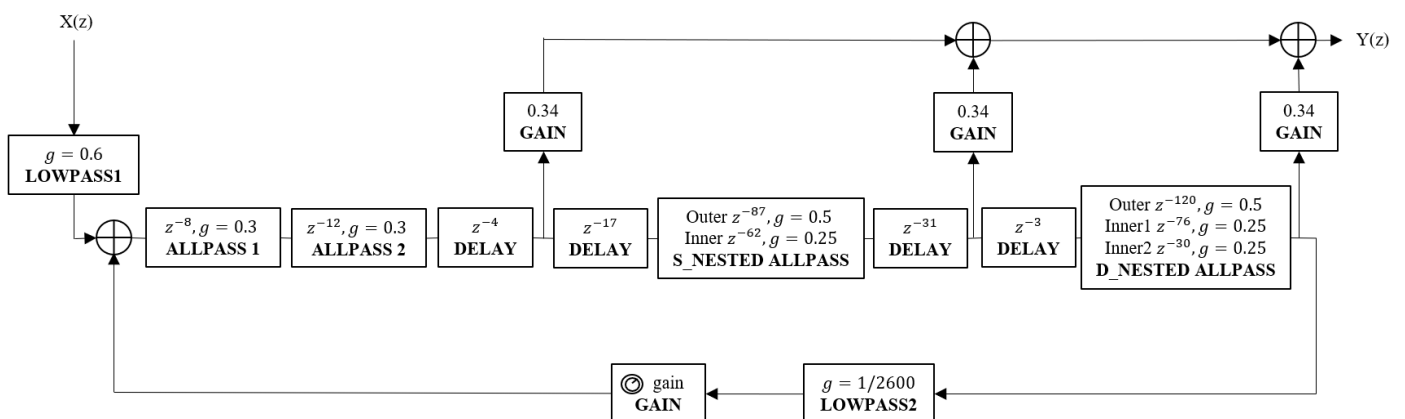 X(z)
Y(z)
0.34
GAIN
0.34
GAIN
0.34
GAIN
g = 0.6
LOWPASS1
z⁻⁸, g = 0.3
ALLPASS 1
z⁻¹², g = 0.3
ALLPASS 2
z⁻⁴
DELAY
z⁻¹⁷
DELAY
Outer z⁻⁸⁷, g = 0.5
Inner z⁻⁶², g = 0.25
S_NESTED ALLPASS
z⁻³¹
DELAY
z⁻³
DELAY
Outer z⁻¹²⁰, g = 0.5
Inner1 z⁻⁷⁶, g = 0.25
Inner2 z⁻³⁰, g = 0.25
D_NESTED ALLPASS
gain
GAIN
g = 1/2600
LOWPASS2